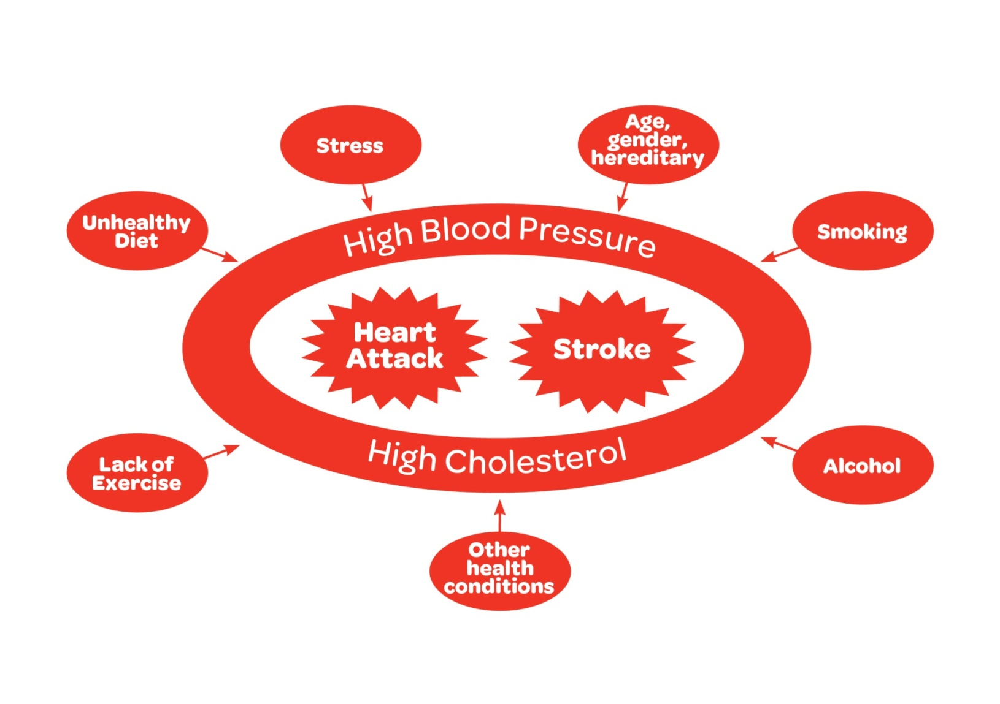 Stress
Age,
gender,
hereditary
Unhealthy
Diet
Smoking
High Blood Pressure
Heart
Attack
Stroke
High Cholesterol
Lack of
Exercise
Alcohol
Other
health
conditions